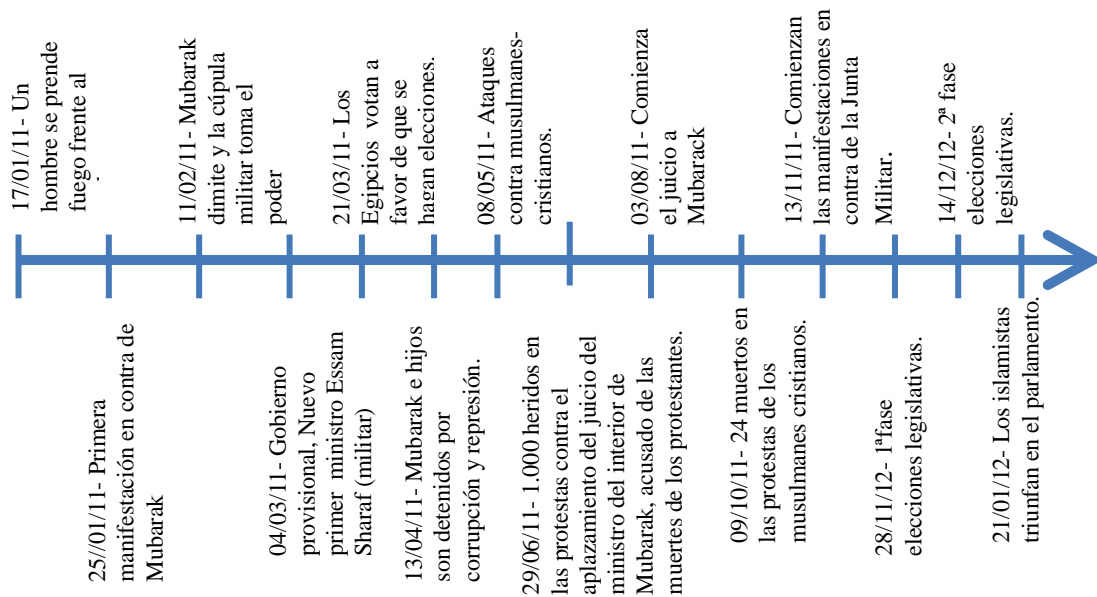 17/01/11- Un
hombre se prende
fuego frente al
25//01/11- Primera
manifestación en contra de
Mubarak
11/02/11- Mubarak
dimite y la cúpula
militar toma el
poder
04/03/11- Gobierno
provisional, Nuevo
primer ministro Essam
Sharaf (militar)
21/03/11- Los
Egipcios votan a
favor de que se
hagan elecciones.
13/04/11- Mubarak e hijos
son detenidos por
corrupción y represión.
08/05/11- Ataques
contra musulmanes-
cristianos.
29/06/11- 1.000 heridos en
las protestas contra el
aplazamiento del juicio del
ministro del interior de
Mubarak, acusado de las
muertes de los protestantes.
03/08/11- Comienza
el juicio a
Mubarack
09/10/11- 24 muertos en
las protestas de los
musulmanes cristianos.
13/11/11- Comienzan
las manifestaciones en
contra de la Junta
Militar.
28/11/12- 1ªfase
elecciones legislativas.
14/12/12- 2ª fase
elecciones
legislativas.
21/01/12- Los islamistas
triunfan en el parlamento.